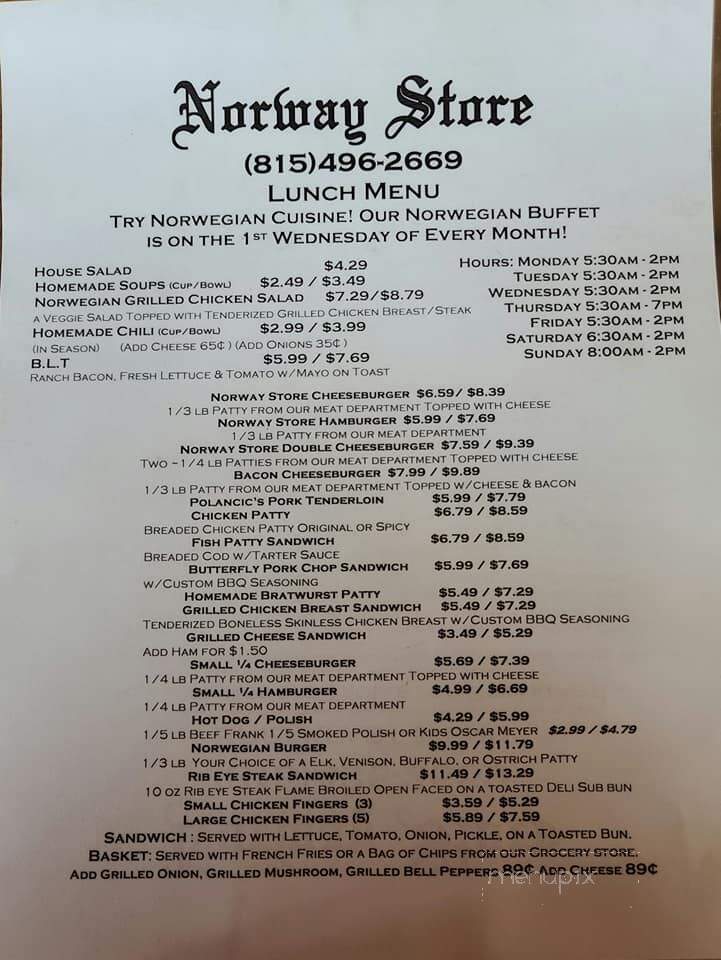 Norway Store
(815)496-2669
LUNCH MENU
TRY NORWEGIAN CUISINE! OUR NORWEGIAN BUFFET
IS ON THE 1ST WEDNESDAY OF EVERY MONTH!
HOUSE SALAD $4.29
HOMEMADE SOUPS (CUP/BOWL) $2.49 / $3.49
NORWEGIAN GRILLED CHICKEN SALAD $7.29/$8.79
A VEGGIE SALAD TOPPED WITH TENDERIZED GRILLED CHICKEN BREAST/STEAK
HOMEMADE CHILI (CUP/BOWL) $2.99 / $3.99
(IN SEASON) (ADD CHEESE 65¢) (ADD ONIONS 35¢)
B.L.T $5.99 / $7.69
RANCH BACON, FRESH LETTUCE & TOMATO W/MAYO ON TOAST
HOURS: MONDAY 5:30AM - 2PM
TUESDAY 5:30AM - 2PM
WEDNESDAY 5:30AM - 2PM
THURSDAY 5:30AM - 7PM
FRIDAY 5:30AM - 2PM
SATURDAY 6:30AM - 2PM
SUNDAY 8:00AM - 2PM
NORWAY STORE CHEESEBURGER $6.59/ $8.39
1/3 LB PATTY FROM OUR MEAT DEPARTMENT TOPPED WITH CHEESE
NORWAY STORE HAMBURGER $5.99 / $7.69
1/3 LB PATTY FROM OUR MEAT DEPARTMENT
NORWAY STORE DOUBLE CHEESEBURGER $7.59 / $9.39
TWO -1/4 LB PATTIES FROM OUR MEAT DEPARTMENT TOPPED WITH CHEESE
BACON CHEESEBURGER $7.99 / $9.89
1/3 LB PATTY FROM OUR MEAT DEPARTMENT TOPPED W/CHEESE & BACON
POLANCIC'S PORK TENDERLOIN $5.99 / $7.79
CHICKEN PATTY $6.79 / $8.59
BREADED CHICKEN PATTY ORIGINAL OR SPICY
FISH PATTY SANDWICH $6.79 / $8.59
BREADED COD W/TARTER SAUCE
BUTTERFLY PORK CHOP SANDWICH $5.99 / $7.69
W/CUSTOM BBQ SEASONING
HOMEMADE BRATWURST PATTY $5.49 / $7.29
GRILLED CHICKEN BREAST SANDWICH $5.49 / $7.29
TENDERIZED BONELESS SKINLESS CHICKEN BREAST W/CUSTOM BBQ SEASONING
GRILLED CHEESE SANDWICH $3.49 / $5.29
ADD HAM FOR $1.50
SMALL ¼ CHEESEBURGER $5.69 / $7.39
1/4 LB PATTY FROM OUR MEAT DEPARTMENT TOPPED WITH CHEESE
SMALL ¼ HAMBURGER $4.99 / $6.69
1/4 LB PATTY FROM OUR MEAT DEPARTMENT
HOT DOG / POLISH $4.29 / $5.99
1/5 LB BEEF FRANK 1/5 SMOKED POLISH OR KIDS OSCAR MEYER $2.99 / $4.79
NORWEGIAN BURGER $9.99 / $11.79
1/3 LB YOUR CHOICE OF A ELK, VENISON, BUFFALO, OR OSTRICH PATTY
RIB EYE STEAK SANDWICH $11.49 / $13.29
10 OZ RIB EYE STEAK FLAME BROILED OPEN FACED ON A TOASTED DELI SUB BUN
SMALL CHICKEN FINGERS (3) $3.59 / $5.29
LARGE CHICKEN FINGERS (5) $5.89 / $7.59
SANDWICH : SERVED WITH LETTUCE, TOMATO, ONION, PICKLE, ON A TOASTED BUN.
BASKET: SERVED WITH FRENCH FRIES OR A BAG OF CHIPS FROM OUR GROCERY STORE.
ADD GRILLED ONION, GRILLED MUSHROOM, GRILLED BELL PEPPERS 89¢ ADD CHEESE 89¢
menupix